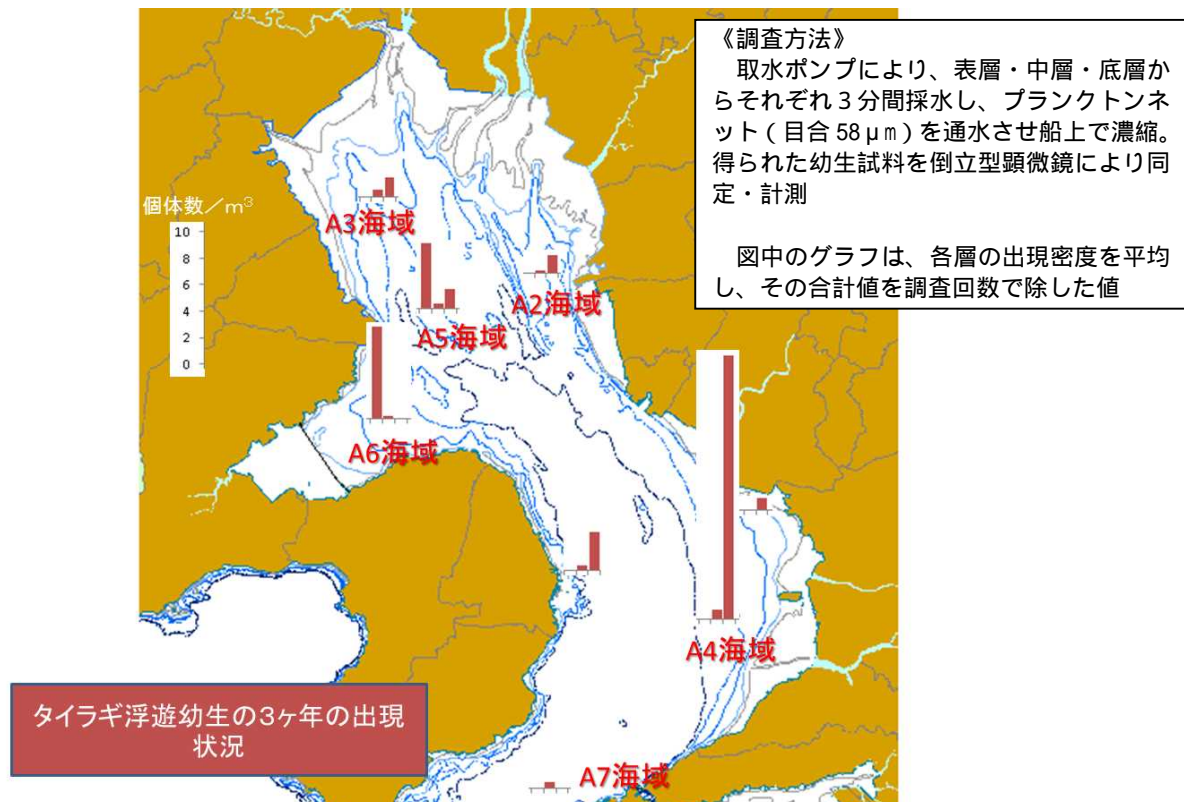 《調査方法》
　取水ポンプにより、表層・中層・底層か
らそれぞれ３分間採水し、プランクトンネ
ット（目合 58μm）を通水させ船上で濃縮。
得られた幼生試料を倒立型顕微鏡により同
定・計測
　図中のグラフは、各層の出現密度を平均
し、その合計値を調査回数で除した値
個体数／m³
10
8
6
4
2
0
A3海域
A2海域
A5海域
A6海域
A4海域
A7海域
タイラギ浮遊幼生の3ヶ年の出現
状況